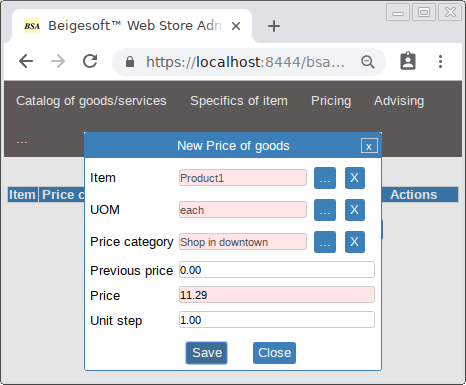 BSA Beigesoft™ Web Store Adm
https://localhost:8444/bsa...
Catalog of goods/services Specifics of item Pricing Advising
...
New Price of goods x
Item Price c Actions
Item Product1 ... X
UOM each ... X
Price category Shop in downtown ... X
Previous price 0.00
Price 11.29
Unit step 1.00
Save Close